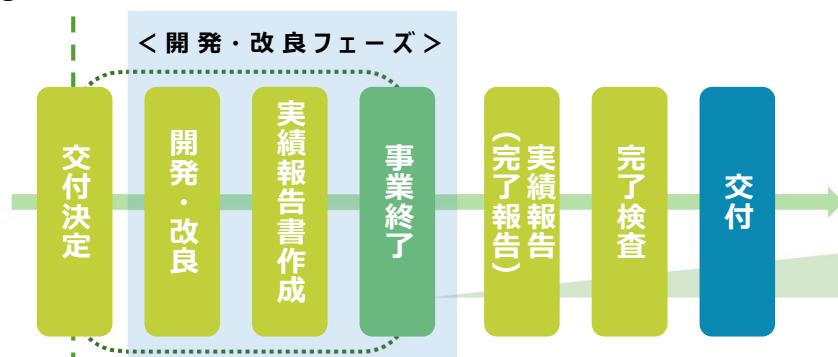 ＜開発・改良フェーズ＞
交付決定
開発・改良
実績報告書作成
事業終了
実績報告
（完了報告）
完了検査
交付